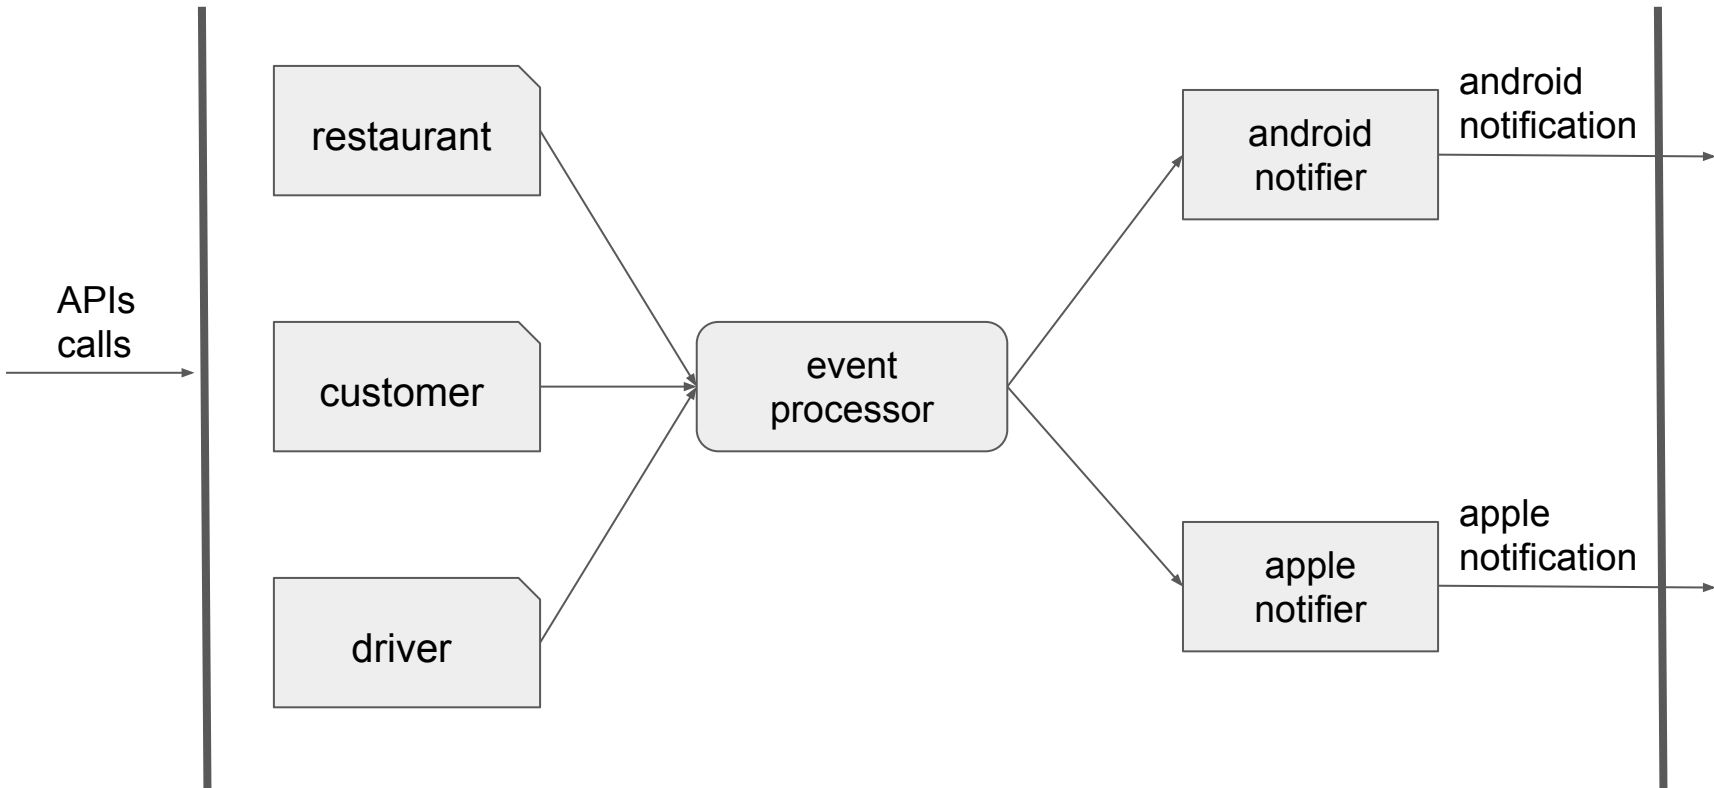 APIs
calls
restaurant
customer
driver
event
processor
android
notifier
apple
notifier
android
notification
apple
notification